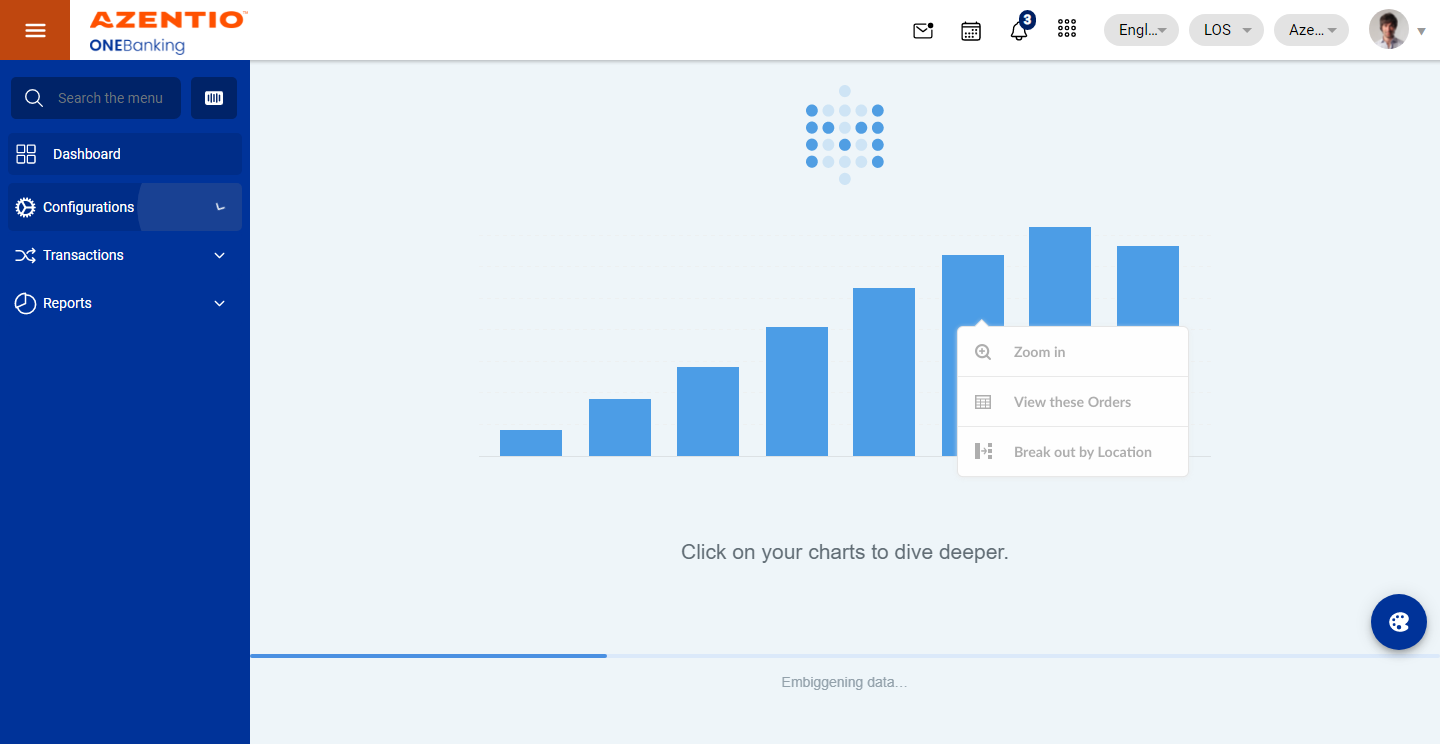 AZENTIO™
ONEBanking
3
Engl...
LOS
Aze...
Search the menu
Dashboard
Configurations
Transactions
Reports
Zoom in
View these Orders
Break out by Location
Click on your charts to dive deeper.
Embiggening data...